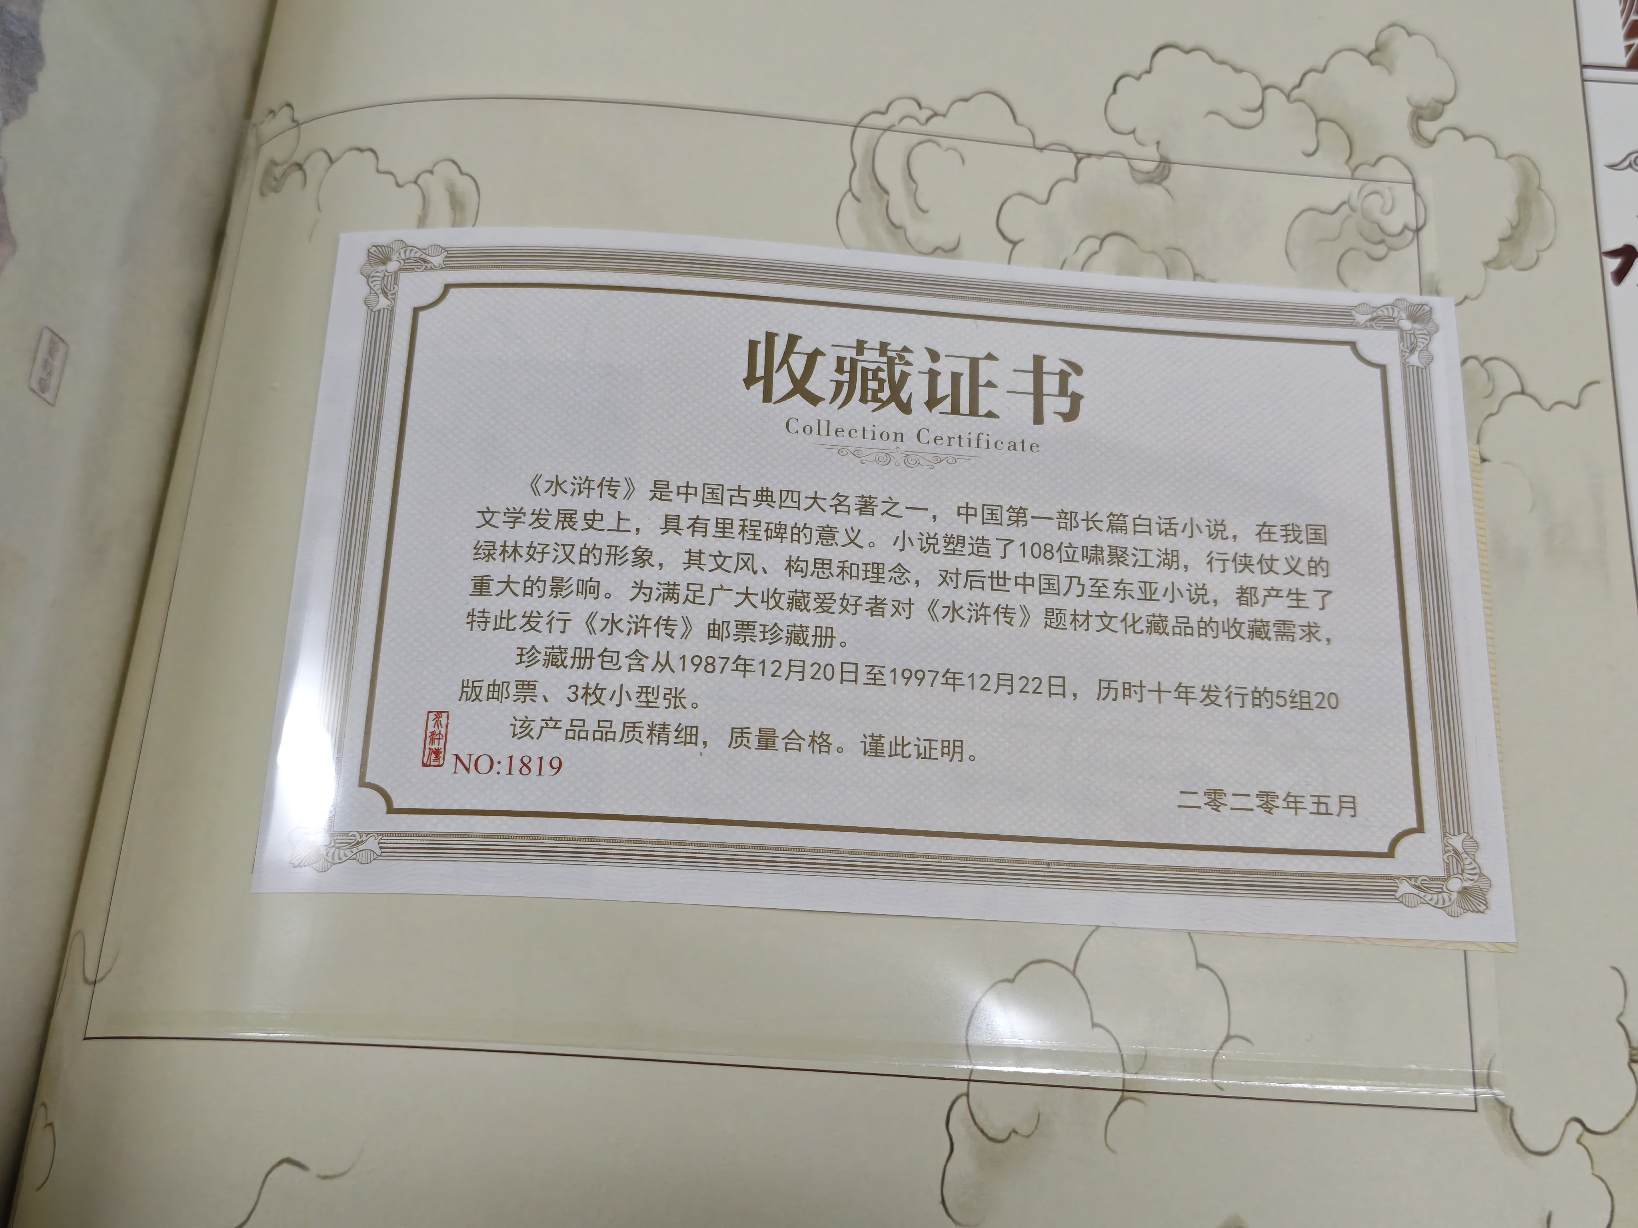 收藏证书
Collection Certificate
《水浒传》是中国古典四大名著之一，中国第一部长篇白话小说，在我国
文学发展史上，具有里程碑的意义。小说塑造了108位啸聚江湖，行侠仗义的
绿林好汉的形象，其文风、构思和理念，对后世中国乃至东亚小说，都产生了
重大的影响。为满足广大收藏爱好者对《水浒传》题材文化藏品的收藏需求，
特此发行《水浒传》邮票珍藏册。
珍藏册包含从1987年12月20日至1997年12月22日，历时十年发行的5组20
版邮票、3枚小型张。
该产品品质精细，质量合格。谨此证明。
水浒傳
NO:1819
二零二零年五月